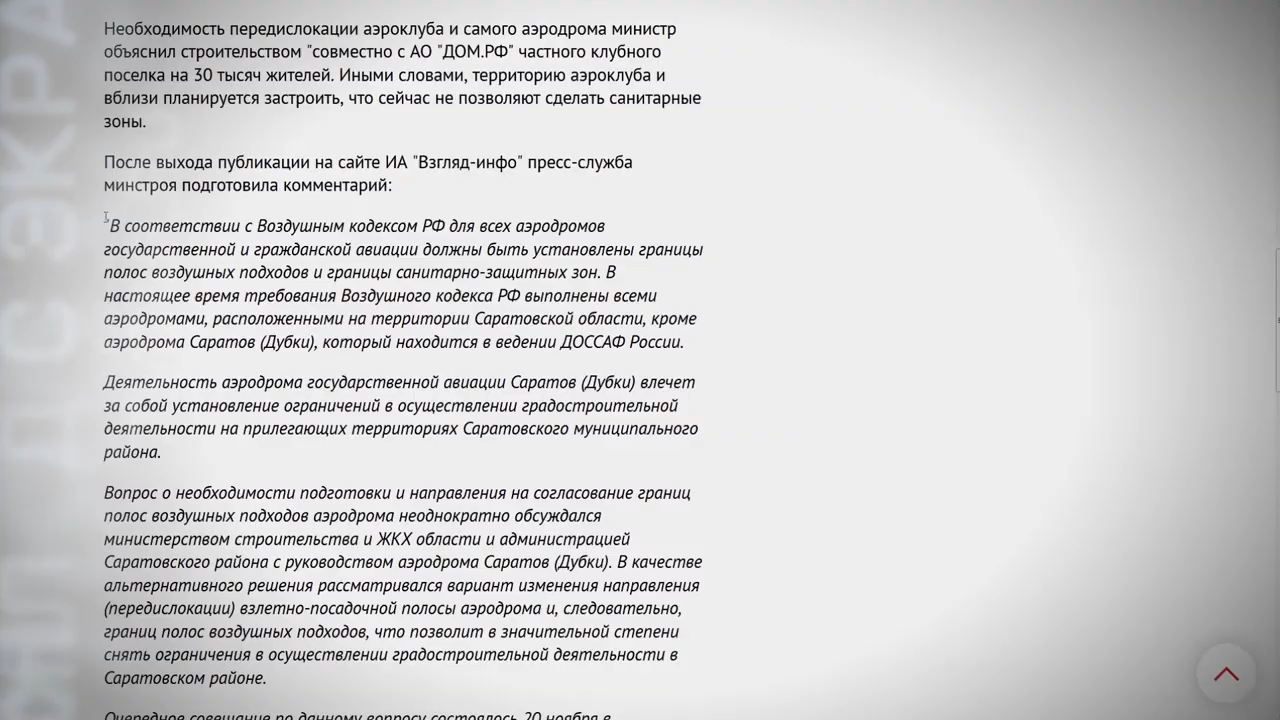 Необходимость передислокации аэроклуба и самого аэродрома министр
объяснил строительством "совместно с АО "ДОМ.РФ" частного клубного
поселка на 30 тысяч жителей. Иными словами, территорию аэроклуба и
вблизи планируется застроить, что сейчас не позволяют сделать санитарные
зоны.
После выхода публикации на сайте ИА "Взгляд-инфо" пресс-служба
минстроя подготовила комментарий:
"В соответствии с Воздушным кодексом РФ для всех аэродромов
государственной и гражданской авиации должны быть установлены границы
полос воздушных подходов и границы санитарно-защитных зон. В
настоящее время требования Воздушного кодекса РФ выполнены всеми
аэродромами, расположенными на территории Саратовской области, кроме
аэродрома Саратов (Дубки), который находится в ведении ДОССАФ России.
Деятельность аэродрома государственной авиации Саратов (Дубки) влечет
за собой установление ограничений в осуществлении градостроительной
деятельности на прилегающих территориях Саратовского муниципального
района.
Вопрос о необходимости подготовки и направления на согласование границ
полос воздушных подходов аэродрома неоднократно обсуждался
министерством строительства и ЖКХ области и администрацией
Саратовского района с руководством аэродрома Саратов (Дубки). В качестве
альтернативного решения рассматривался вариант изменения направления
(передислокации) взлетно-посадочной полосы аэродрома и, следовательно,
границ полос воздушных подходов, что позволит в значительной степени
снять ограничения в осуществлении градостроительной деятельности в
Саратовском районе.
Очередное совещание по данному вопросу состоялось 20 ноября в